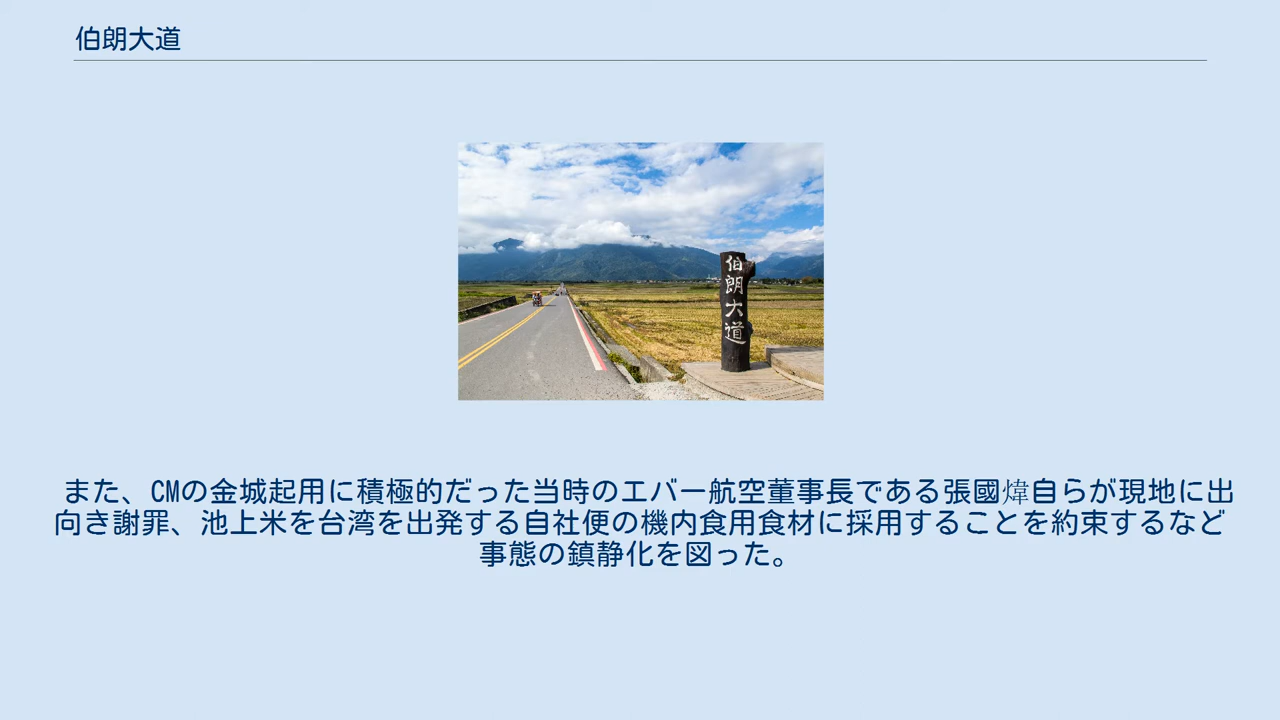 伯朗大道
伯朗大道
また、CMの金城起用に積極的だった当時のエバー航空董事長である張國煒自らが現地に出
向き謝罪、池上米を台湾を出発する自社便の機内食用食材に採用することを約束するなど
事態の鎮静化を図った。